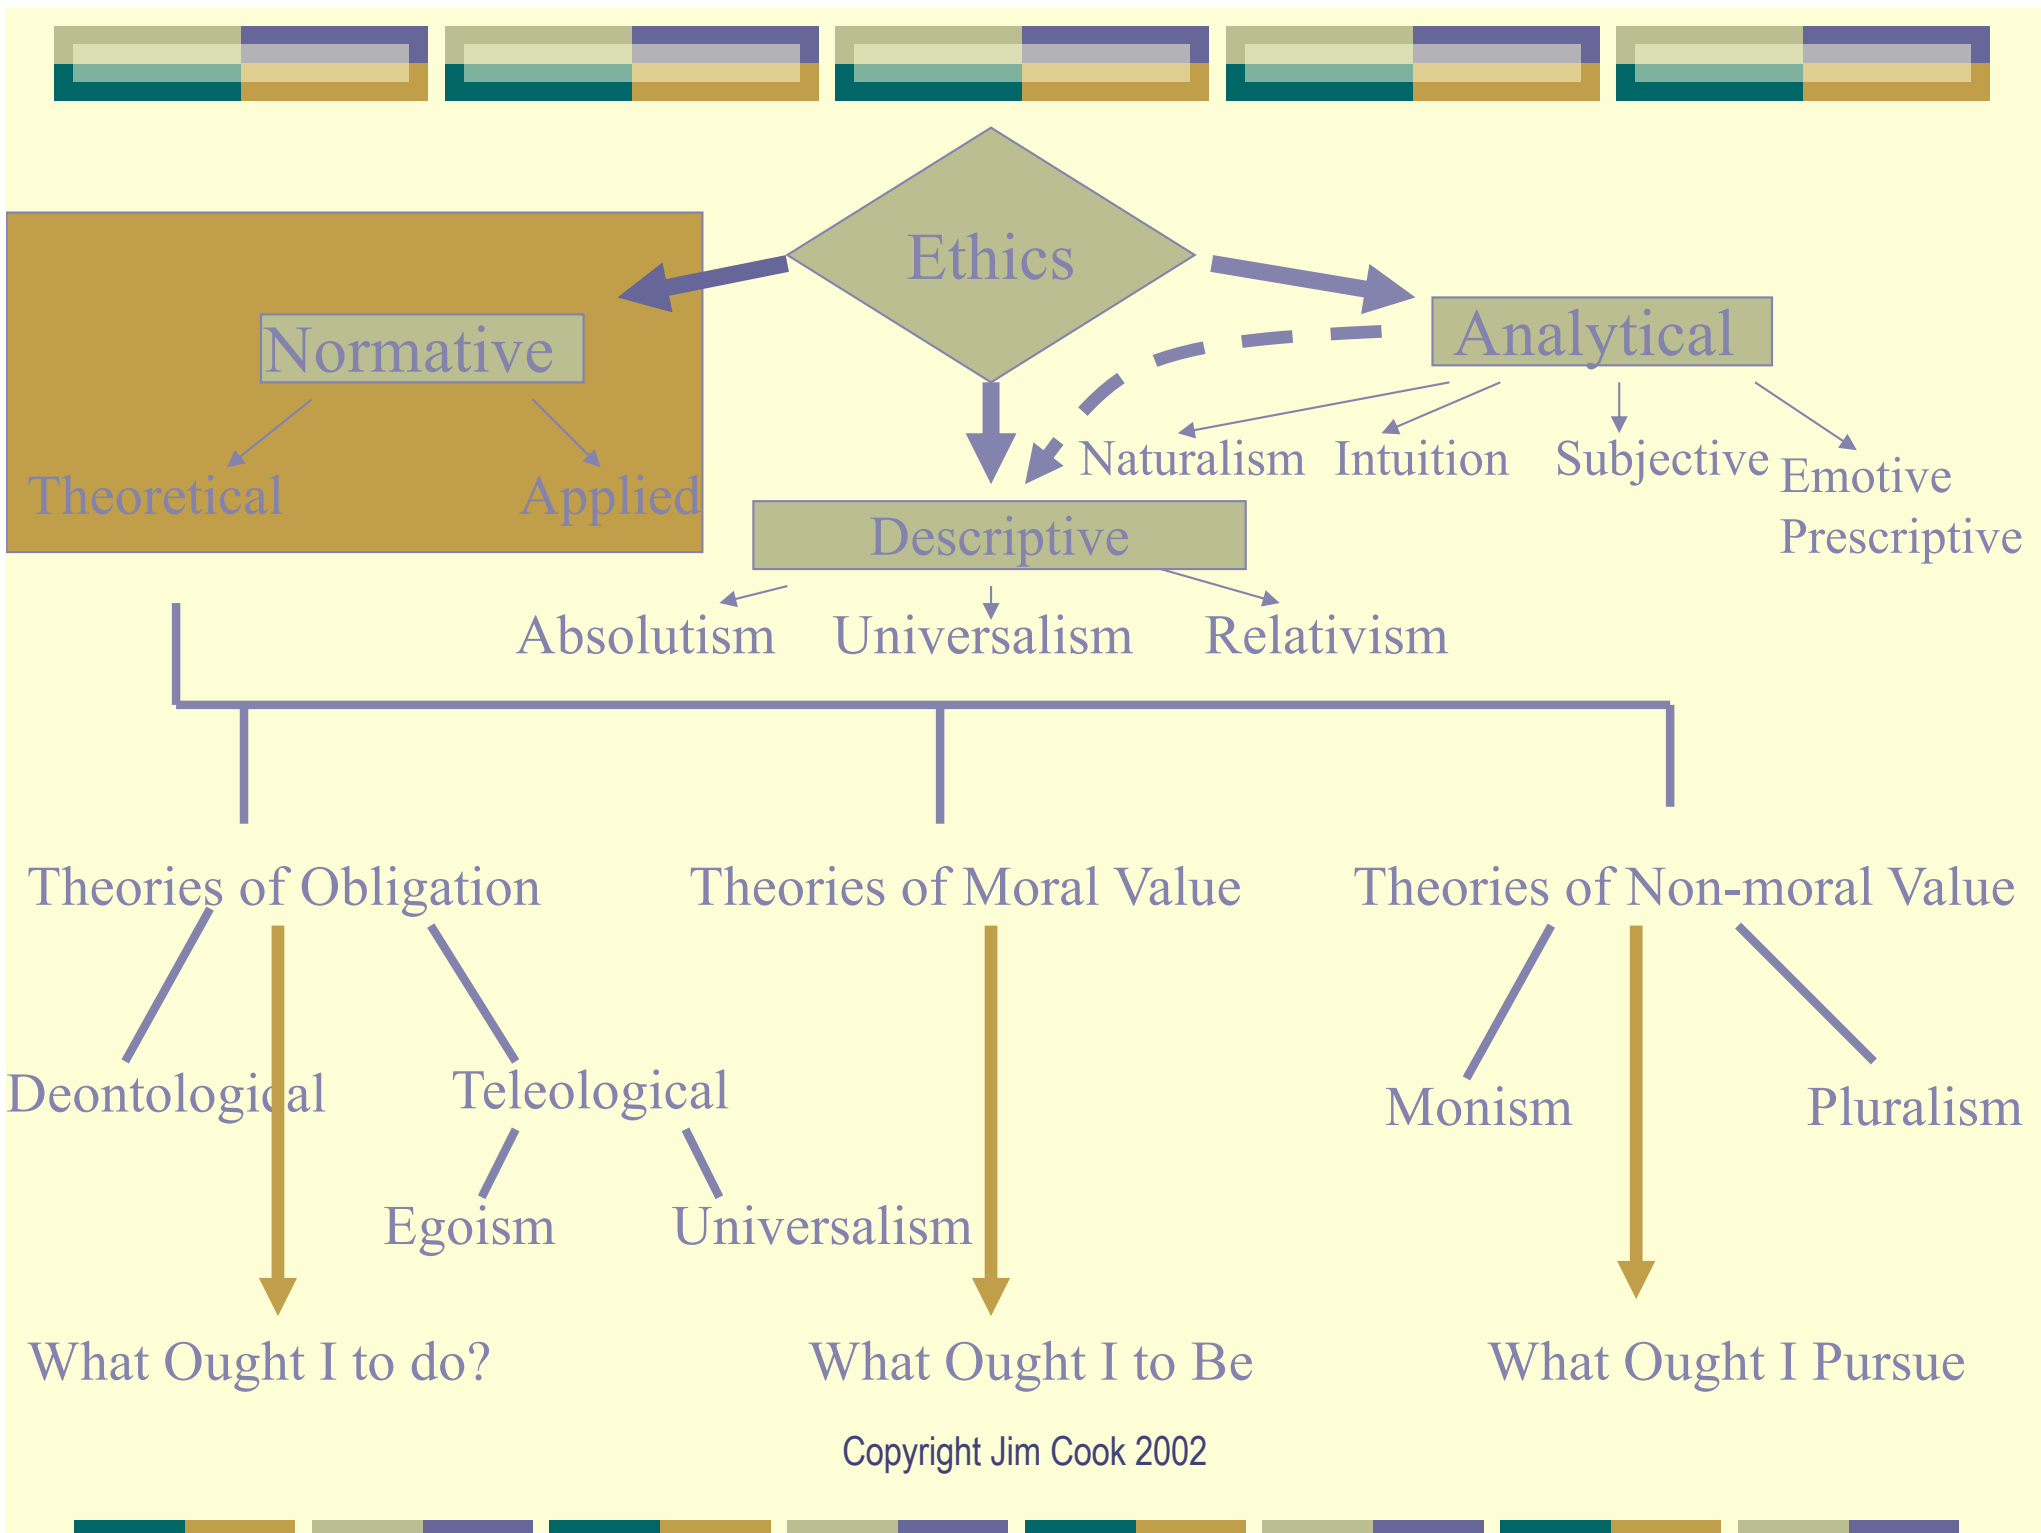 Ethics
Normative
Analytical
Theoretical
Applied
Naturalism
Intuition
Subjective
Emotive
Prescriptive
Descriptive
Absolutism
Universalism
Relativism
Theories of Obligation
Theories of Moral Value
Theories of Non-moral Value
Deontological
Teleological
Monism
Pluralism
Egoism
Universalism
What Ought I to do?
What Ought I to Be
What Ought I Pursue
Copyright Jim Cook 2002